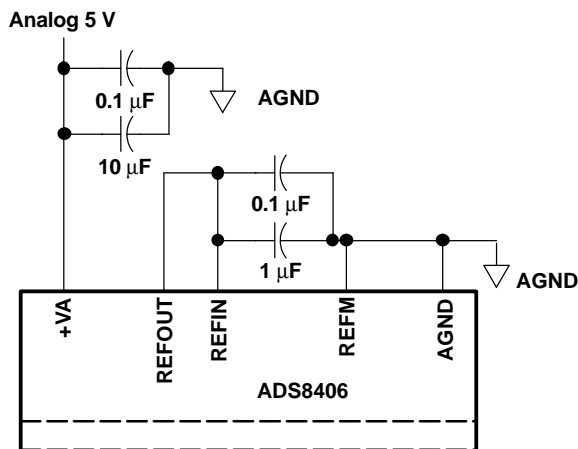 Analog 5 V
0.1 μF
AGND
10 μF
0.1 μF
1 μF
AGND
+VA
REFOUT
REFIN
REFM
AGND
ADS8406